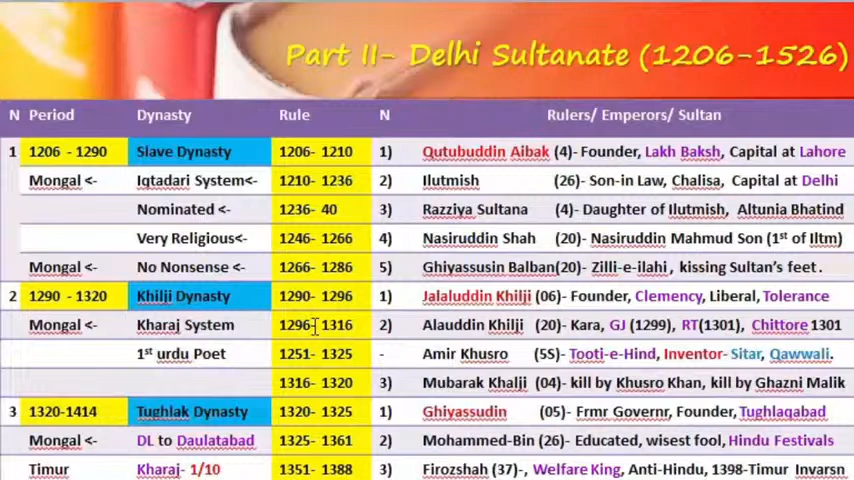 Part II- Delhi Sultanate (1206-1526)
N Period Dynasty Rule N Rulers/ Emperors/ Sultan
1 1206 - 1290 Slave Dynasty 1206- 1210 1) Qutubuddin Aibak (4)- Founder, Lakh Baksh, Capital at Lahore
Mongal <- Iqtadari System<- 1210- 1236 2) Ilutmish (26)- Son-in Law, Chalisa, Capital at Delhi
Nominated <- 1236- 40 3) Razziya Sultana (4)- Daughter of Ilutmish, Altunia Bhatind
Very Religious<- 1246- 1266 4) Nasiruddin Shah (20)- Nasiruddin Mahmud Son (1st of Iltm)
Mongal <- No Nonsense <- 1266- 1286 5) Ghiyassusin Balban(20)- Zilli-e-ilahi, kissing Sultan's feet.
2 1290 - 1320 Khilji Dynasty 1290- 1296 1) Jalaluddin Khilji (06)- Founder, Clemency, Liberal, Tolerance
Mongal <- Kharaj System 1296- 1316 2) Alauddin Khilji (20)- Kara, GJ (1299), RT(1301), Chittore 1301
1st urdu Poet 1251- 1325 - Amir Khusro (5S)- Tooti-e-Hind, Inventor- Sitar, Qawwali.
1316- 1320 3) Mubarak Khalji (04)- kill by Khusro Khan, kill by Ghazni Malik
3 1320-1414 Tughlak Dynasty 1320- 1325 1) Ghiyassudin (05)- Frmr Governr, Founder, Tughlaqabad
Mongal <- DL to Daulatabad 1325- 1361 2) Mohammed-Bin (26)- Educated, wisest fool, Hindu Festivals
Timur Kharaj- 1/10 1351- 1388 3) Firozshah (37)-, Welfare King, Anti-Hindu, 1398-Timur Invarsn